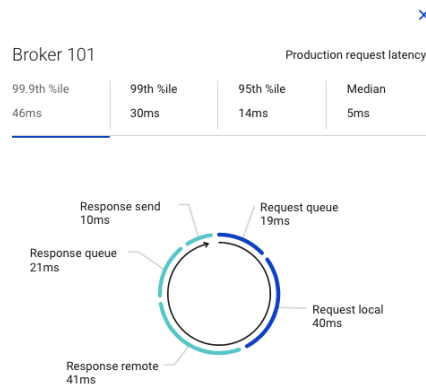 Broker 101
Production request latency
99.9th %ile
99th %ile
95th %ile
Median
46ms
30ms
14ms
5ms
Response send
10ms
Request queue
19ms
Response queue
21ms
Request local
40ms
Response remote
41ms